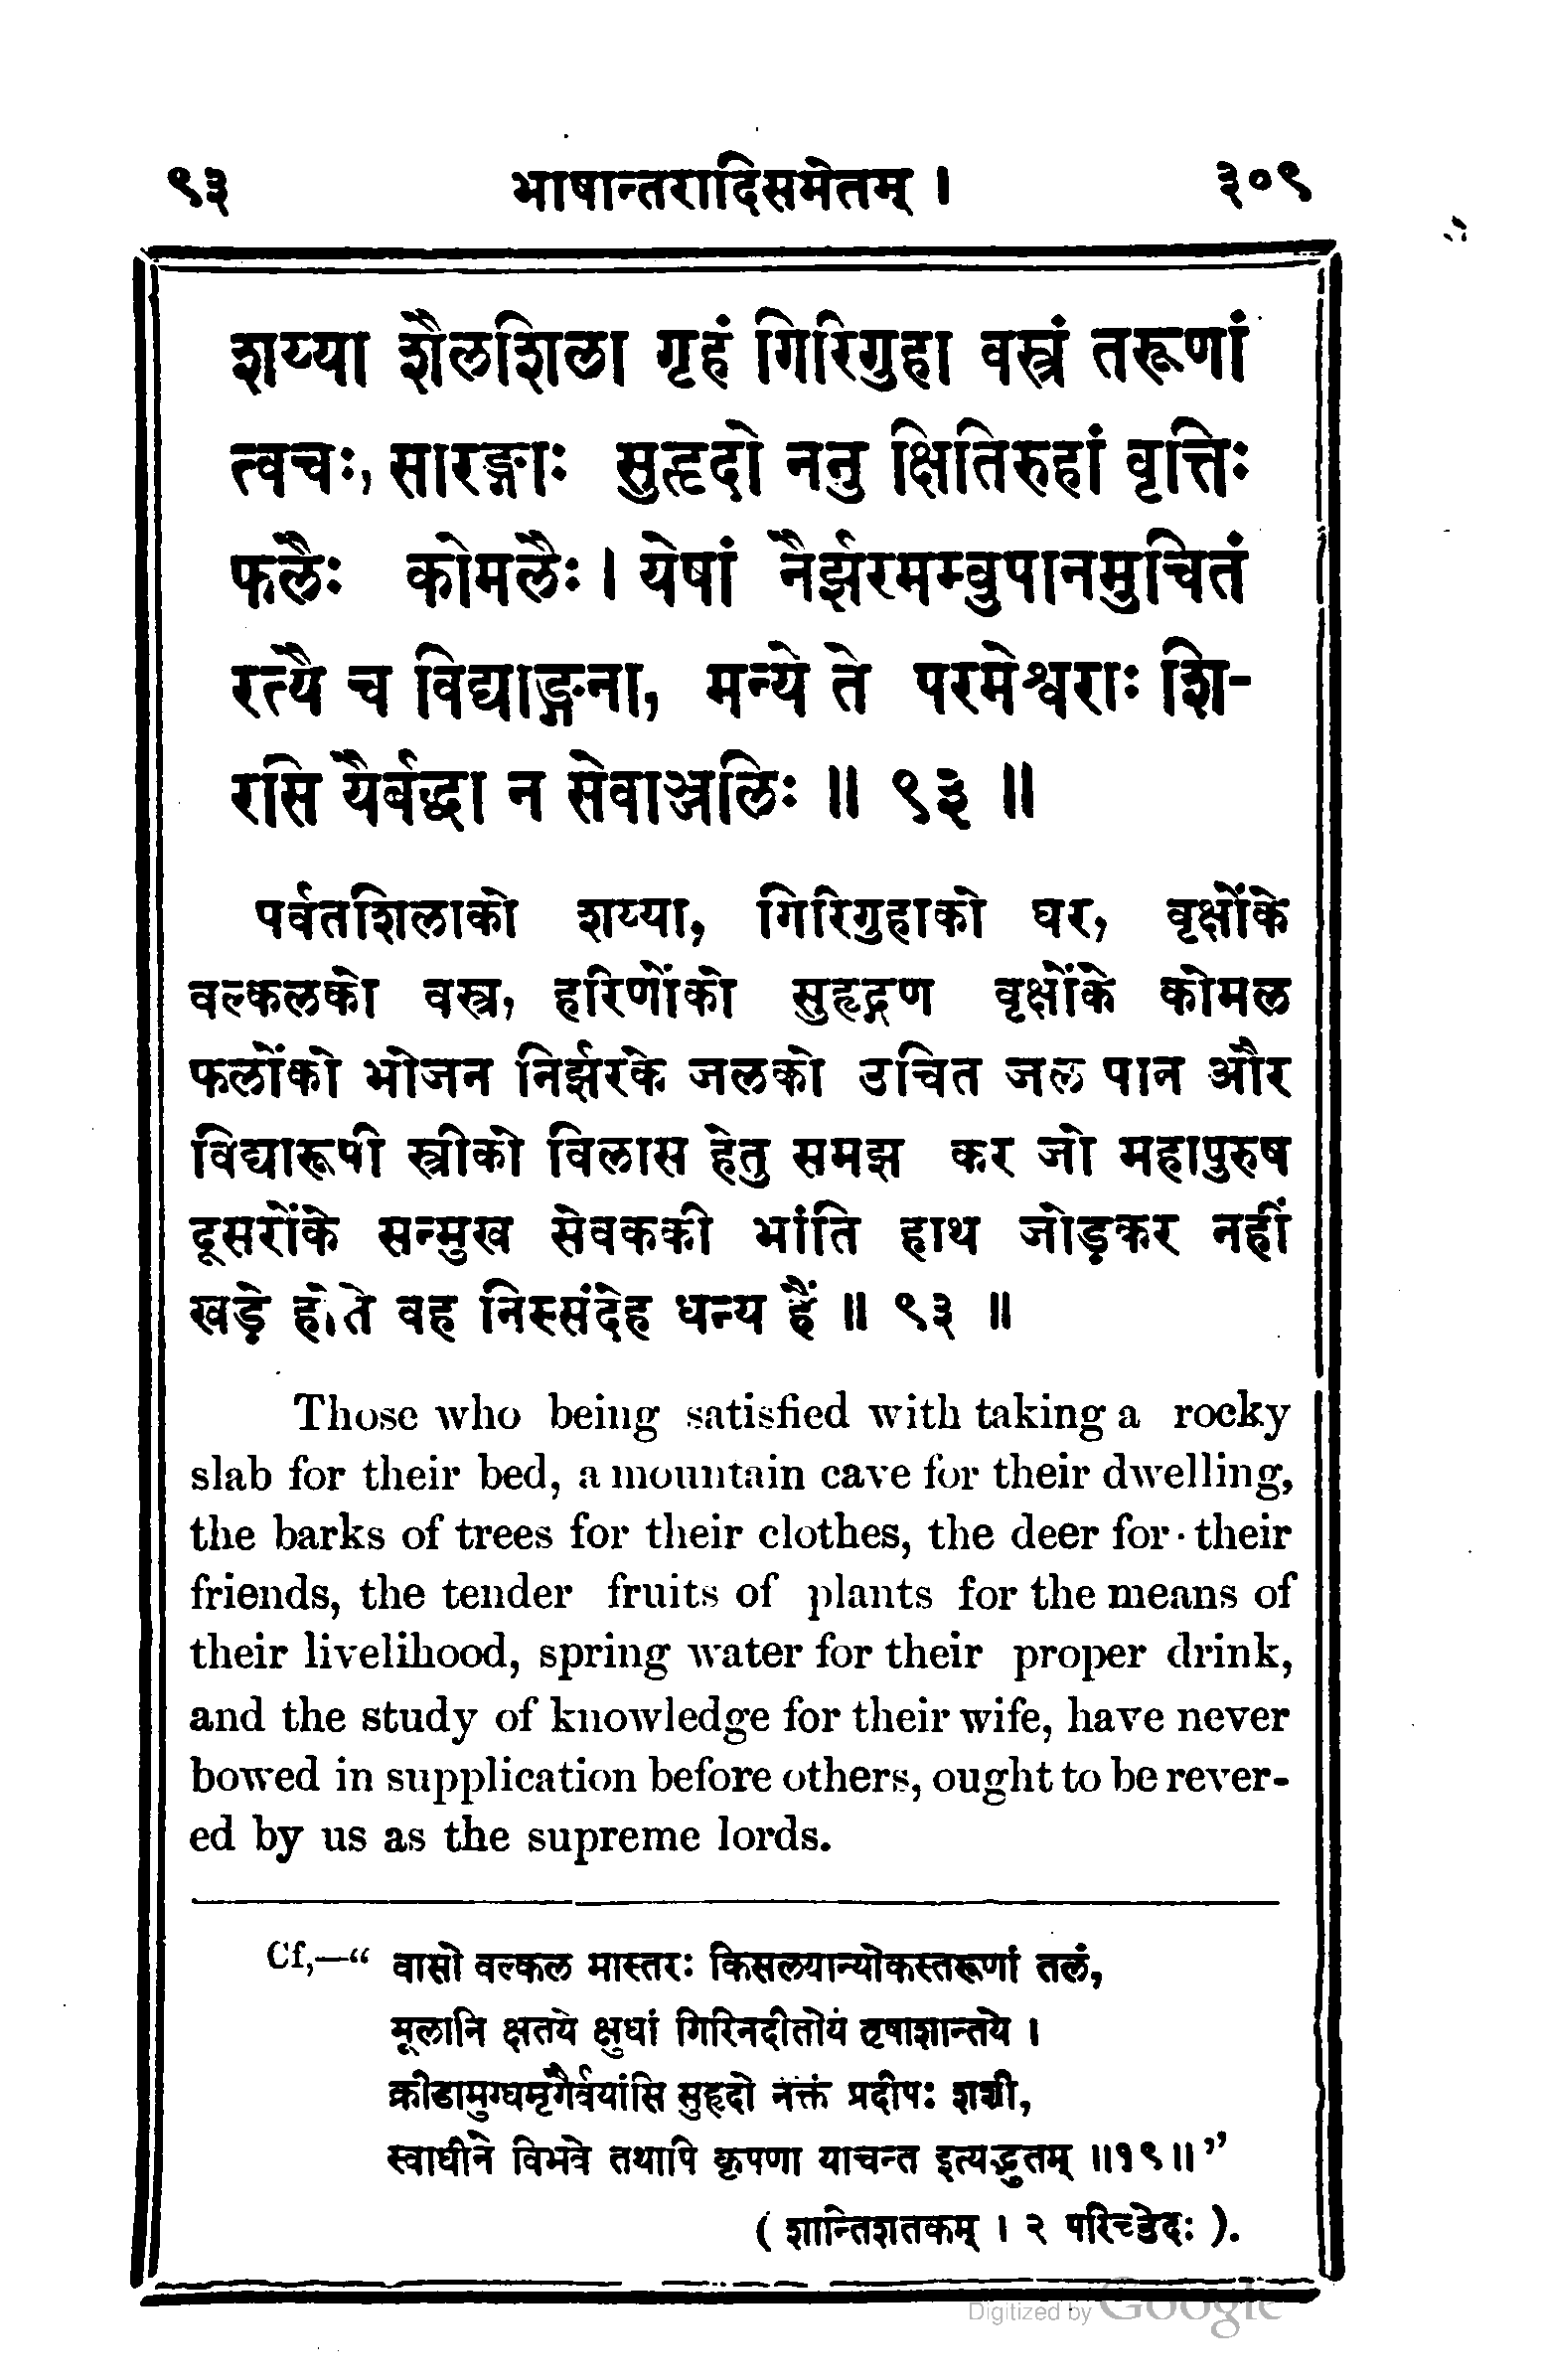 ९३ भाषान्तरादिसमेतम् । ३०९
शय्या शैलशिला गृहं गिरिगुहा वस्त्रं तरूणां
त्वचः, सारङ्गाः सुहृदो ननु क्षितिरुहां वृत्तिः
फलैः कोमलैः । येषां नैर्झरमम्बुपानमुचितं
रत्यै च विद्याङ्गना, मन्ये ते परमेश्वराः शि-
रसि यैर्बद्धा न सेवाञ्जलिः ॥ ९३ ॥
पर्वतशिलाको शय्या, गिरिगुहाको घर, वृक्षोंके
वल्कलको वस्त्र, हरिणोंको सुहृद्गण वृक्षोंके कोमल
फलोंको भोजन निर्झरके जलको उचित जल पान और
विद्यारूपी स्त्रीको विलास हेतु समझ कर जो महापुरुष
दूसरोंके सन्मुख सेवककी भांति हाथ जोड़कर नहीं
खड़े होते वह निस्संदेह धन्य हैं ॥ ९३ ॥
Those who being satisfied with taking a rocky
slab for their bed, a mountain cave for their dwelling,
the barks of trees for their clothes, the deer for their
friends, the tender fruits of plants for the means of
their livelihood, spring water for their proper drink,
and the study of knowledge for their wife, have never
bowed in supplication before others, ought to be rever-
ed by us as the supreme lords.
Cf,—“ वासो वल्कल मास्तरः किसलयान्योकस्तरूणां तलं,
मूलानि क्षतये क्षुधां गिरिनदीतोयं तृषाशान्तये ।
क्रीडामुग्धमृगैर्वयांसि सुहृदो नक्तं प्रदीपः शशी,
स्वाधीने विभवे तथापि कृपणा याचन्त इत्यद्भुतम् ॥१९॥”
( शान्तिशतकम् । २ परिच्छेदः ).
Digitized by Google